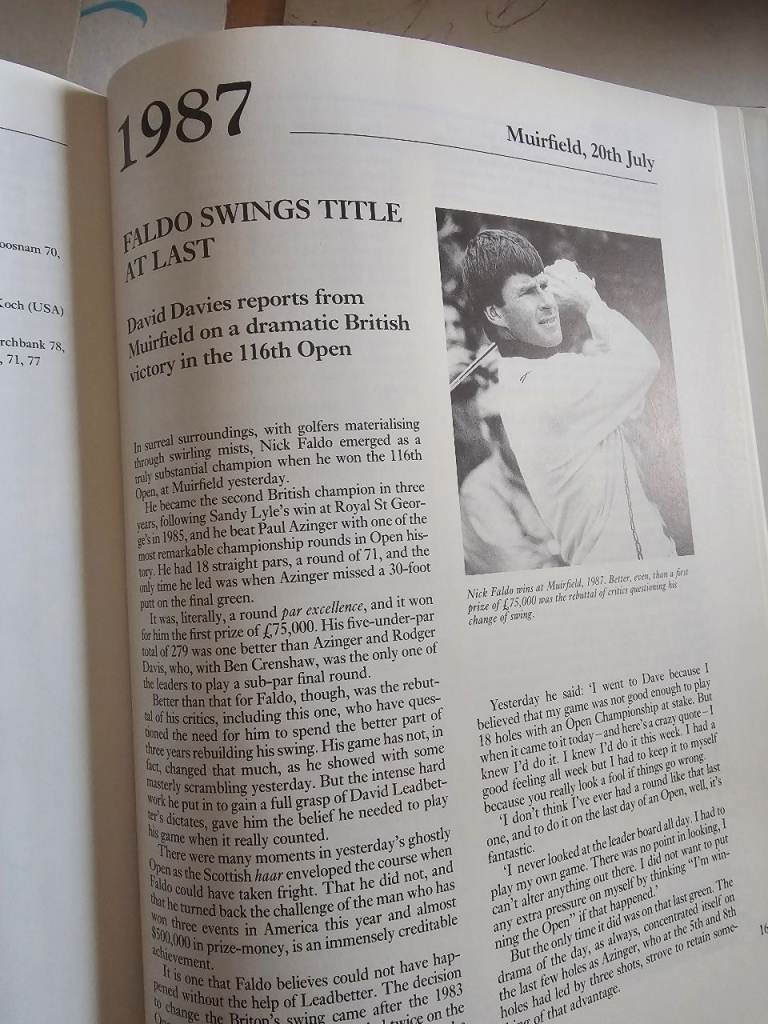 oosnam 70,
Koch (USA)
rchbank 78,
, 71, 77
1987
Muirfield, 20th July
FALDO SWINGS TITLE
AT LAST
David Davies reports from
Muirfield on a dramatic British
victory in the 116th Open
In surreal surroundings, with golfers materialising
through swirling mists, Nick Faldo emerged as a
truly substantial champion when he won the 116th
Open, at Muirfield yesterday.
He became the second British champion in three
years, following Sandy Lyle's win at Royal St Geor-
ge's in 1985, and he beat Paul Azinger with one of the
most remarkable championship rounds in Open his-
tory. He had 18 straight pars, a round of 71, and the
only time he led was when Azinger missed a 30-foot
putt on the final green.
It was, literally, a round par excellence, and it won
for him the first prize of £75,000. His five-under-par
total of 279 was one better than Azinger and Rodger
Davis, who, with Ben Crenshaw, was the only one of
the leaders to play a sub-par final round.
Better than that for Faldo, though, was the rebut-
tal of his critics, including this one, who have ques-
tioned the need for him to spend the better part of
three years rebuilding his swing. His game has not, in
fact, changed that much, as he showed with some
masterly scrambling yesterday. But the intense hard
work he put in to gain a full grasp of David Leadbet-
ter's dictates, gave him the belief he needed to play
his game when it really counted.
There were many moments in yesterday's ghostly
Open as the Scottish haar enveloped the course when
Faldo could have taken fright. That he did not, and
that he turned back the challenge of the man who has
won three events in America this year and almost
$500,000 in prize-money, is an immensely creditable
achievement.
It is one that Faldo believes could not have hap-
pened without the help of Leadbetter. The decision
to change the Briton's swing came after the 1983
twice on the
Nick Faldo wins at Muirfield, 1987. Better, even, than a first
prize of £75,000 was the rebuttal of critics questioning his
change of swing.
Yesterday he said: 'I went to Dave because I
believed that my game was not good enough to play
18 holes with an Open Championship at stake. But
when it came to it today – and here's a crazy quote – I
knew I'd do it. I knew I'd do it this week. I had a
good feeling all week but I had to keep it to myself
because you really look a fool if things go wrong.
'I don't think I've ever had a round like that last
one, and to do it on the last day of an Open, well, it's
fantastic.
'I never looked at the leader board all day. I had to
play my own game. There was no point in looking, I
can't alter anything out there. I did not want to put
any extra pressure on myself by thinking "I'm win-
ning the Open" if that happened.'
But the only time it did was on that last green. The
drama of the day, as always, concentrated itself on
the last few holes as Azinger, who at the 5th and 8th
holes had led by three shots, strove to retain some-
of that advantage.
16